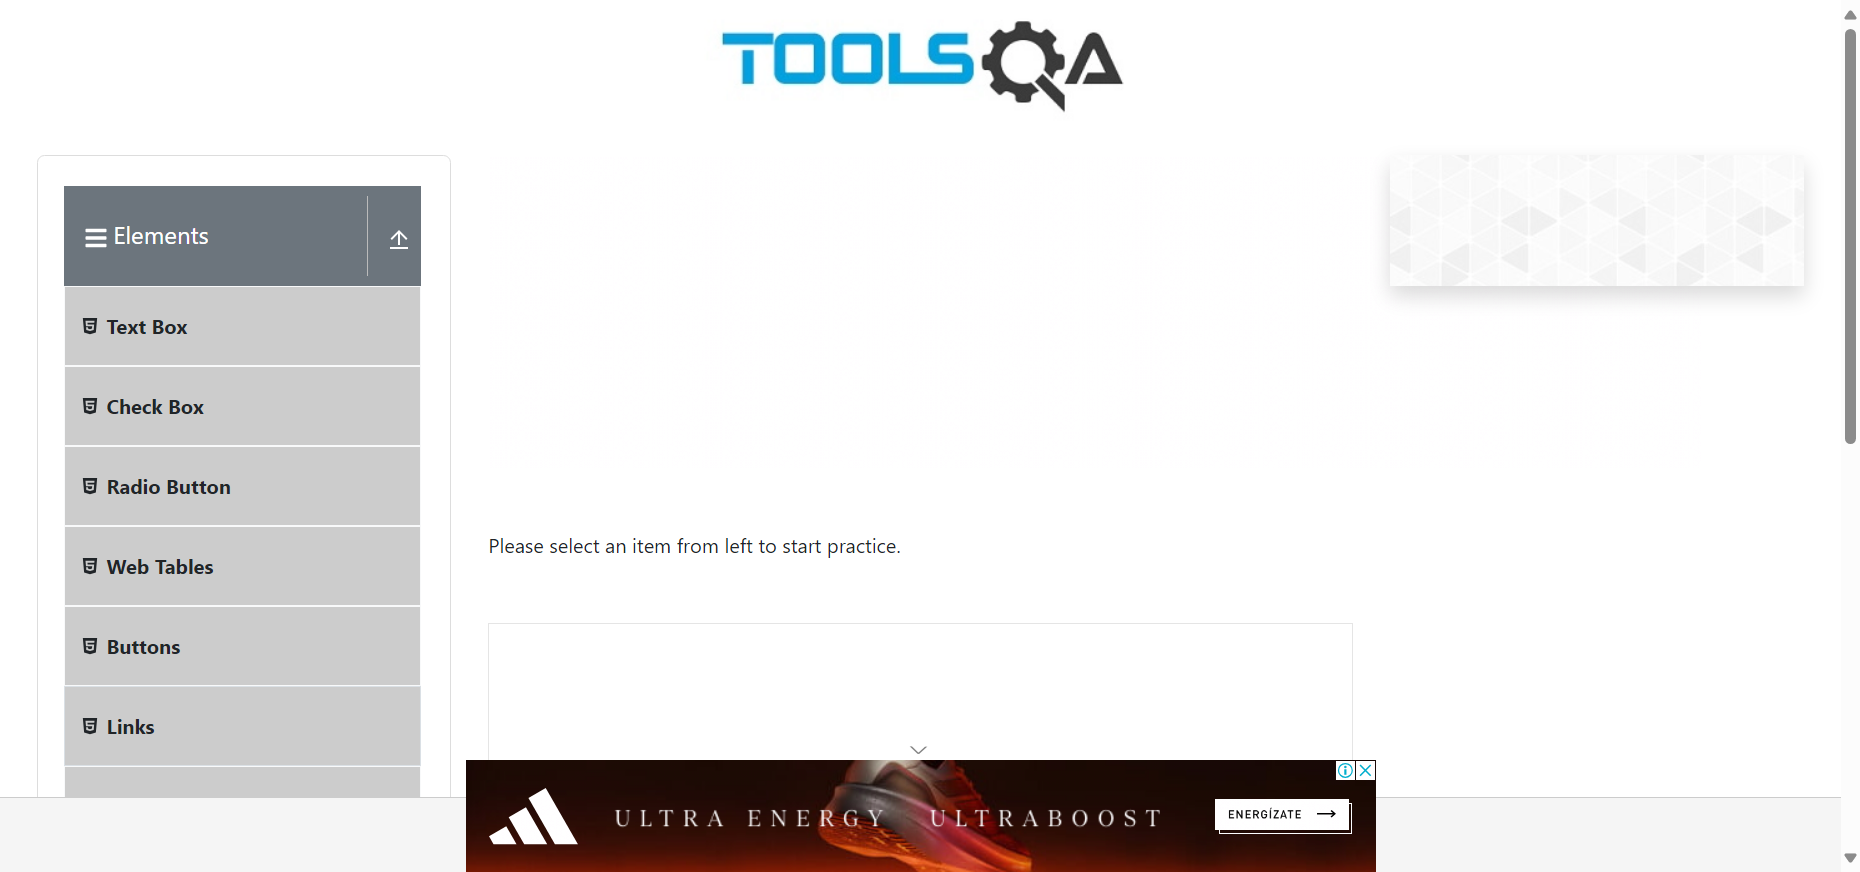 TOOLSQA
Elements
Text Box
Check Box
Radio Button
Web Tables
Buttons
Links
Please select an item from left to start practice.
ULTRA ENERGY ULTRABOOST
ENERGÍZATE